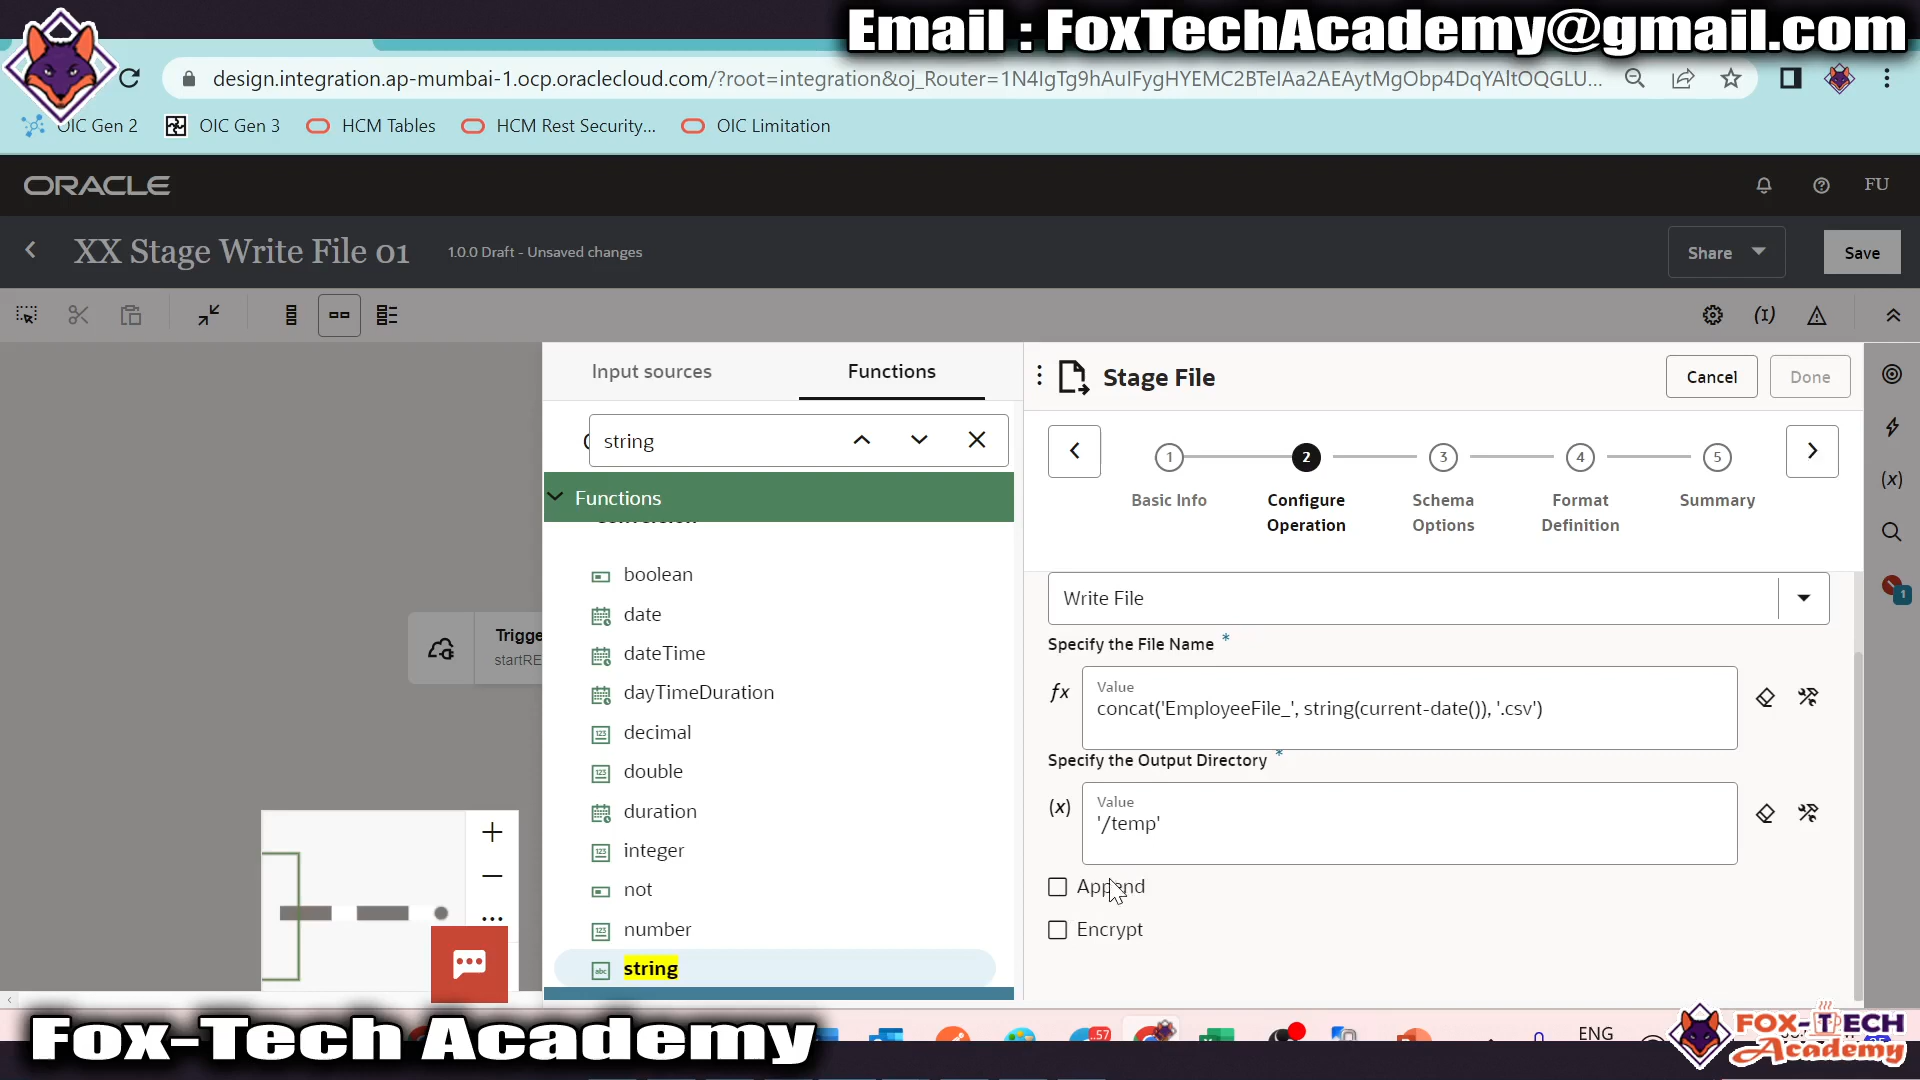 Email : FoxTechAcademy@gmail.com
design.integration.ap-mumbai-1.ocp.oraclecloud.com/?root=integration&oj_Router=1N4IgTg9hAuIFygHYEMC2BTeIAa2AEAytMgObp4DqYAltOQGLU...
OIC Gen 2
OIC Gen 3
HCM Tables
HCM Rest Security...
OIC Limitation
ORACLE
FU
XX Stage Write File 01
1.0.0 Draft - Unsaved changes
Share
Save
Input sources
Functions
Stage File
Cancel
Done
string
1
2
3
4
5
Basic Info
Configure Operation
Schema Options
Format Definition
Summary
Functions
boolean
date
dateTime
dayTimeDuration
decimal
double
duration
integer
not
number
string
Write File
Specify the File Name *
fx
Value
concat('EmployeeFile_', string(current-date()), '.csv')
Specify the Output Directory *
(x)
Value
'/temp'
Append
Encrypt
Trigge
startRE
(x)
1
Fox-Tech Academy
57
ENG
FOX-TECH
Academy